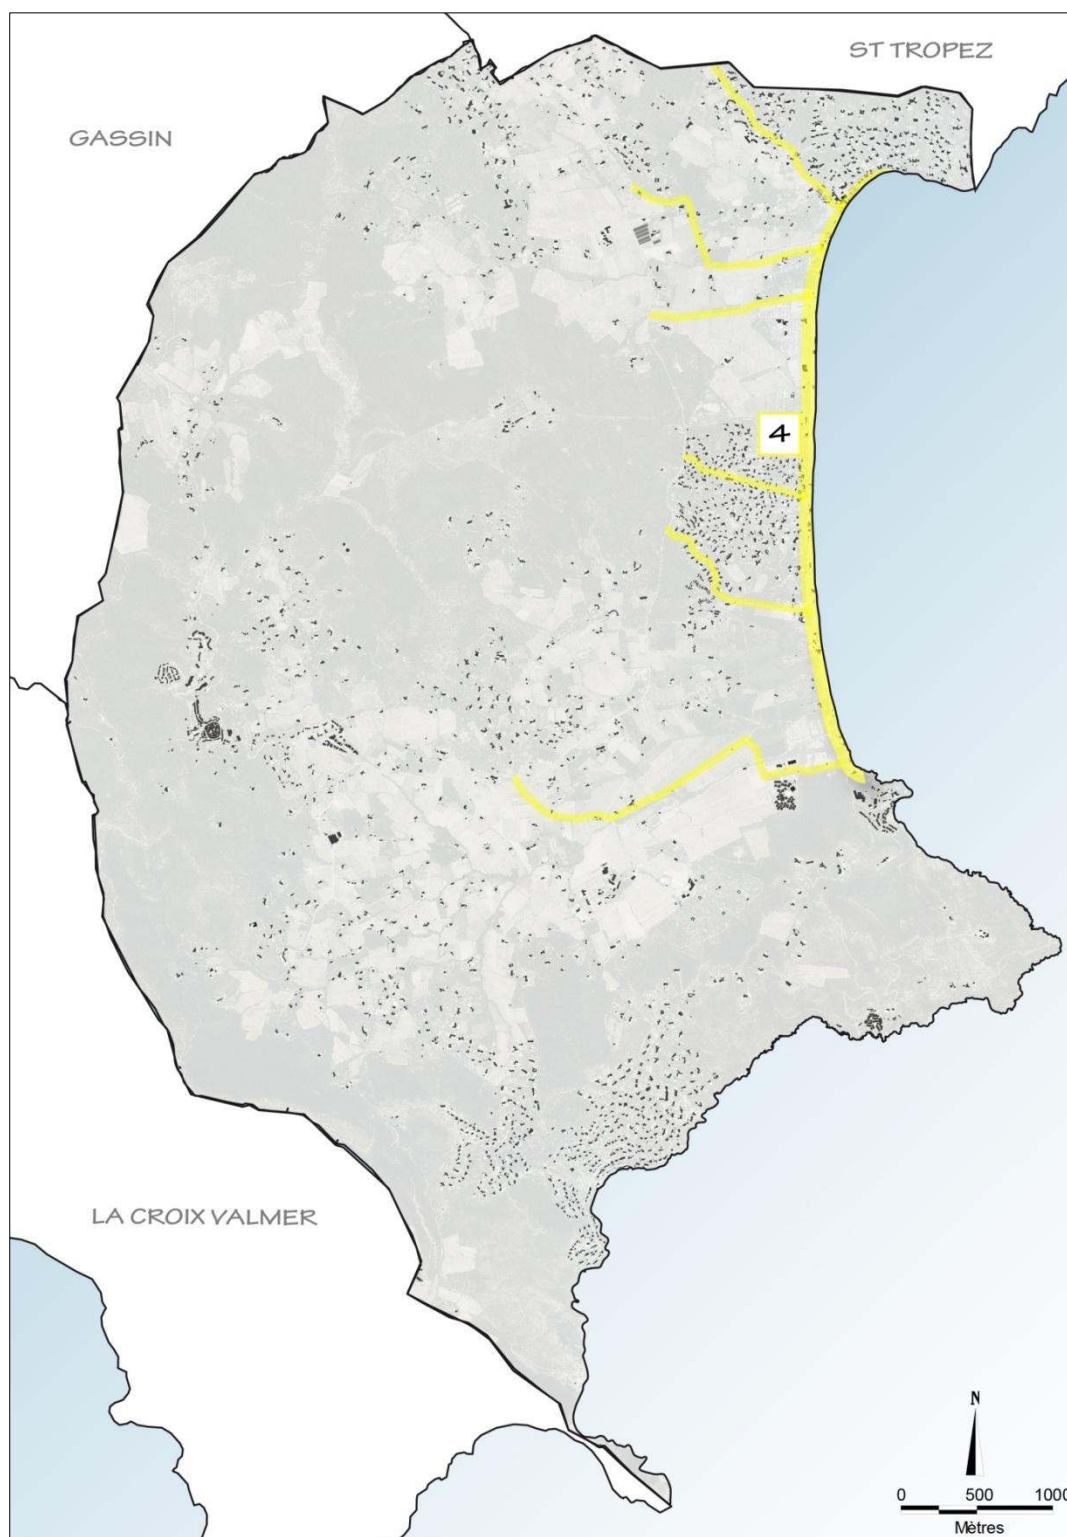 ST TROPEZ
GASSIN
4
LA CROIX VALMER
N
0 500 1000
Mètres